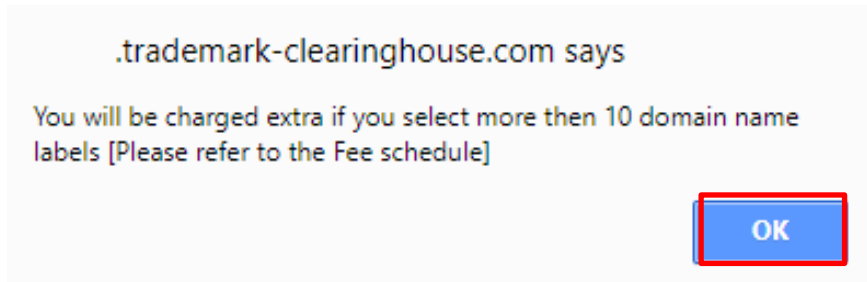 .trademark-clearinghouse.com says
You will be charged extra if you select more then 10 domain name
labels [Please refer to the Fee schedule]
OK